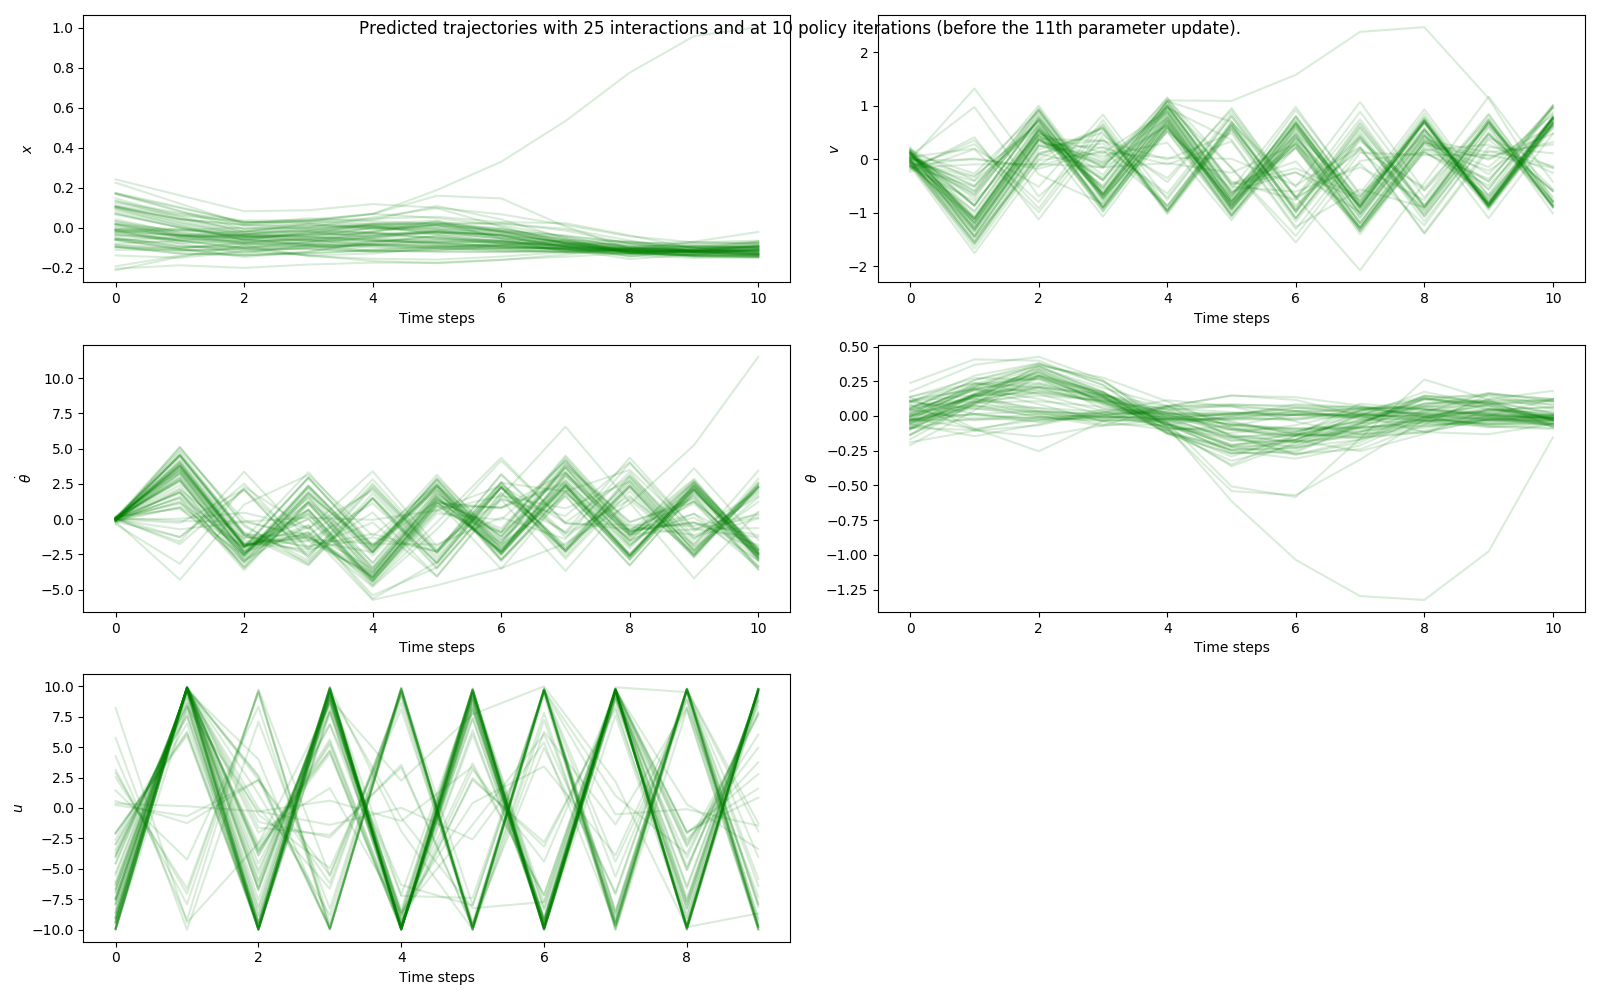 Predicted trajectories with 25 interactions and at 10 policy iterations (before the 11th parameter update).
1.0
0.8
0.6
0.4
0.2
0.0
−0.2
x
0 2 4 6 8 10
Time steps
2
1
0
−1
−2
v
0 2 4 6 8 10
Time steps
10.0
7.5
5.0
2.5
0.0
−2.5
−5.0
θ̇
0 2 4 6 8 10
Time steps
0.50
0.25
0.00
−0.25
−0.50
−0.75
−1.00
−1.25
θ
0 2 4 6 8 10
Time steps
10.0
7.5
5.0
2.5
0.0
−2.5
−5.0
−7.5
−10.0
u
0 2 4 6 8
Time steps